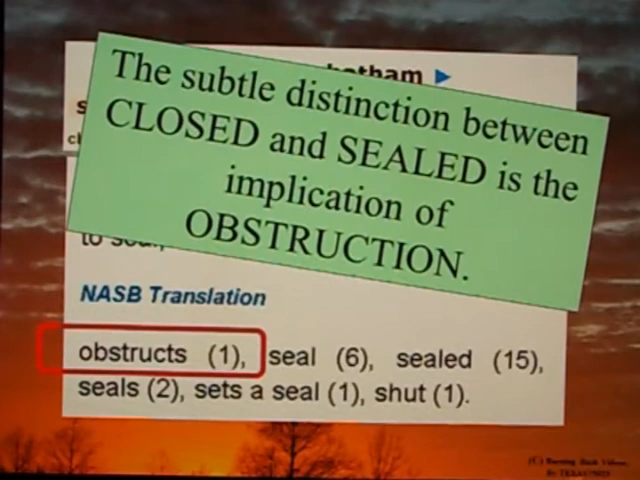 The subtle distinction between
CLOSED and SEALED is the
implication of
OBSTRUCTION.
NASB Translation
obstructs (1), seal (6), sealed (15),
seals (2), sets a seal (1), shut (1).